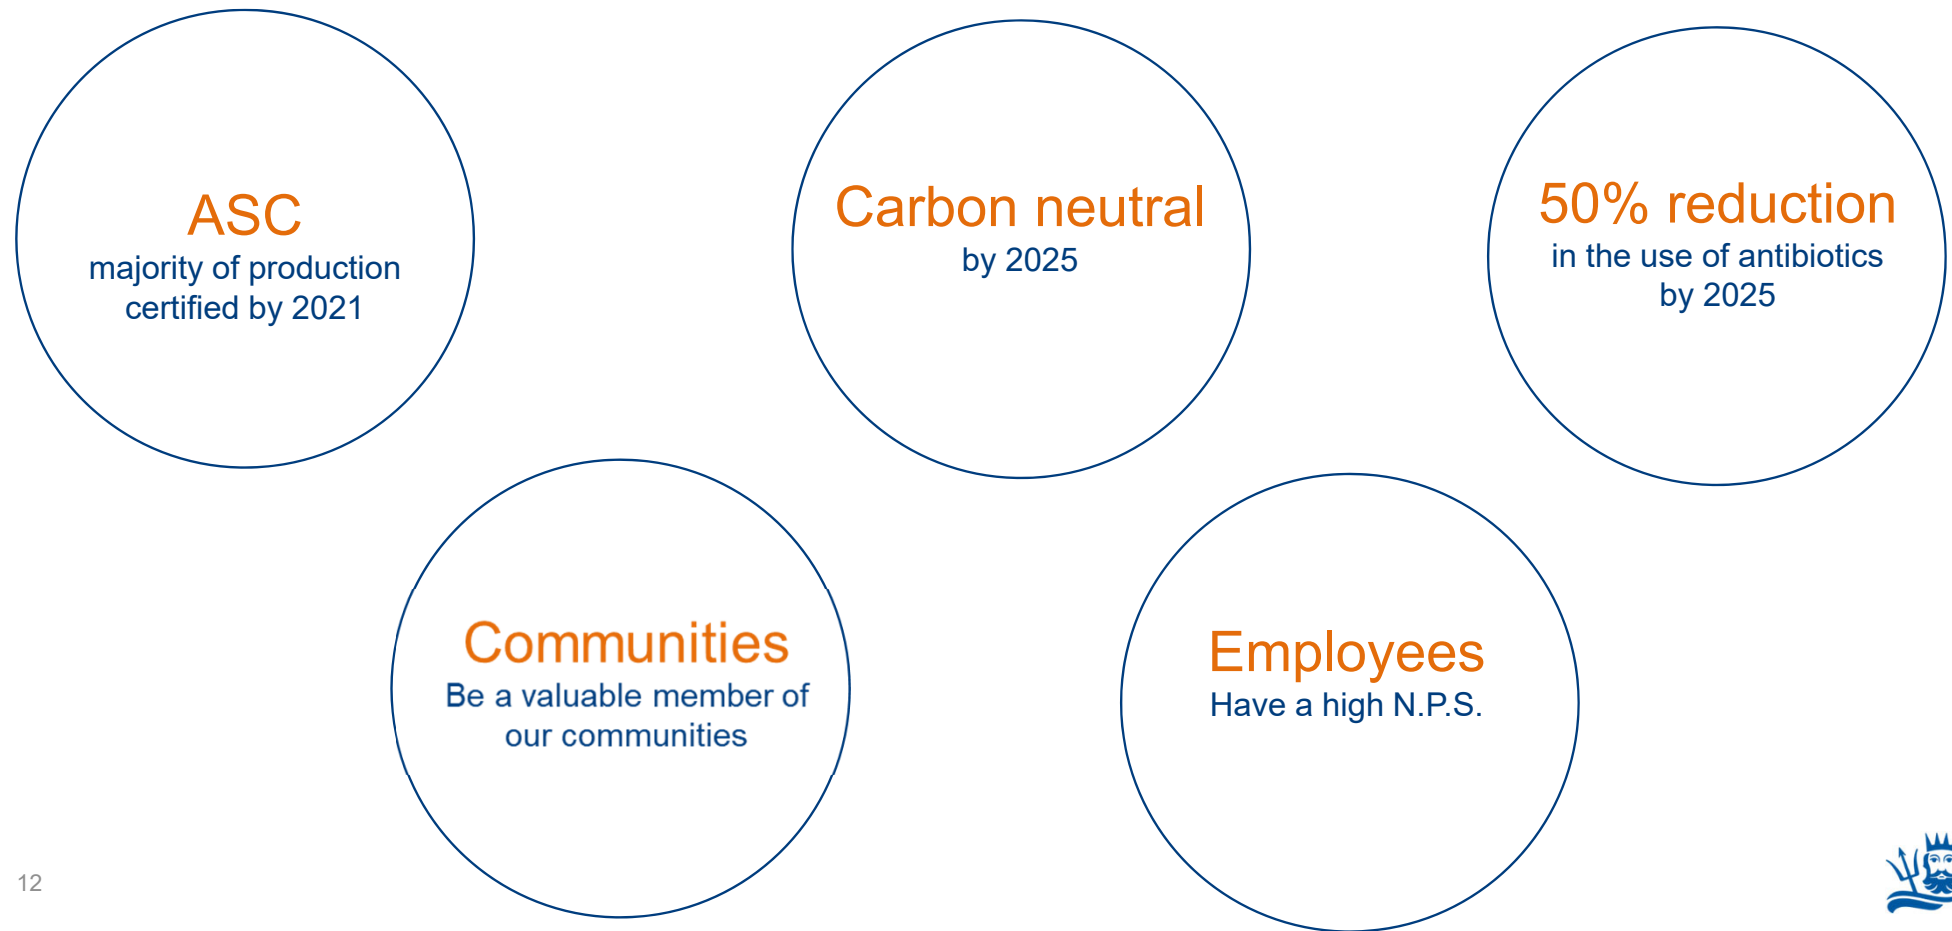 ASC
majority of production
certified by 2021
Carbon neutral
by 2025
50% reduction
in the use of antibiotics
by 2025
Communities
Be a valuable member of
our communities
Employees
Have a high N.P.S.
12